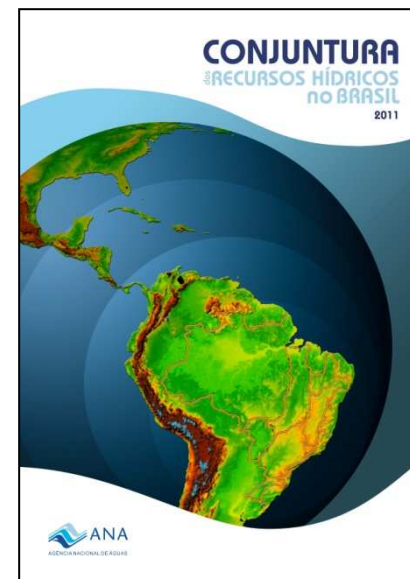 CONJUNTURA
dos RECURSOS HÍDRICOS
no BRASIL
2011
ANA
AGÊNCIA NACIONAL DE ÁGUAS